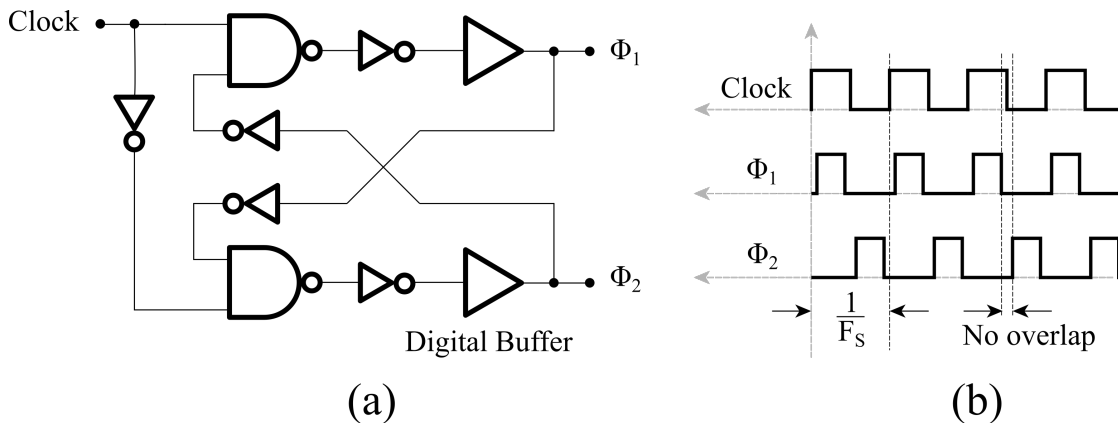 Clock
Φ1
Φ2
Digital Buffer
(a)
Clock
Φ1
Φ2
1
FS
No overlap
(b)